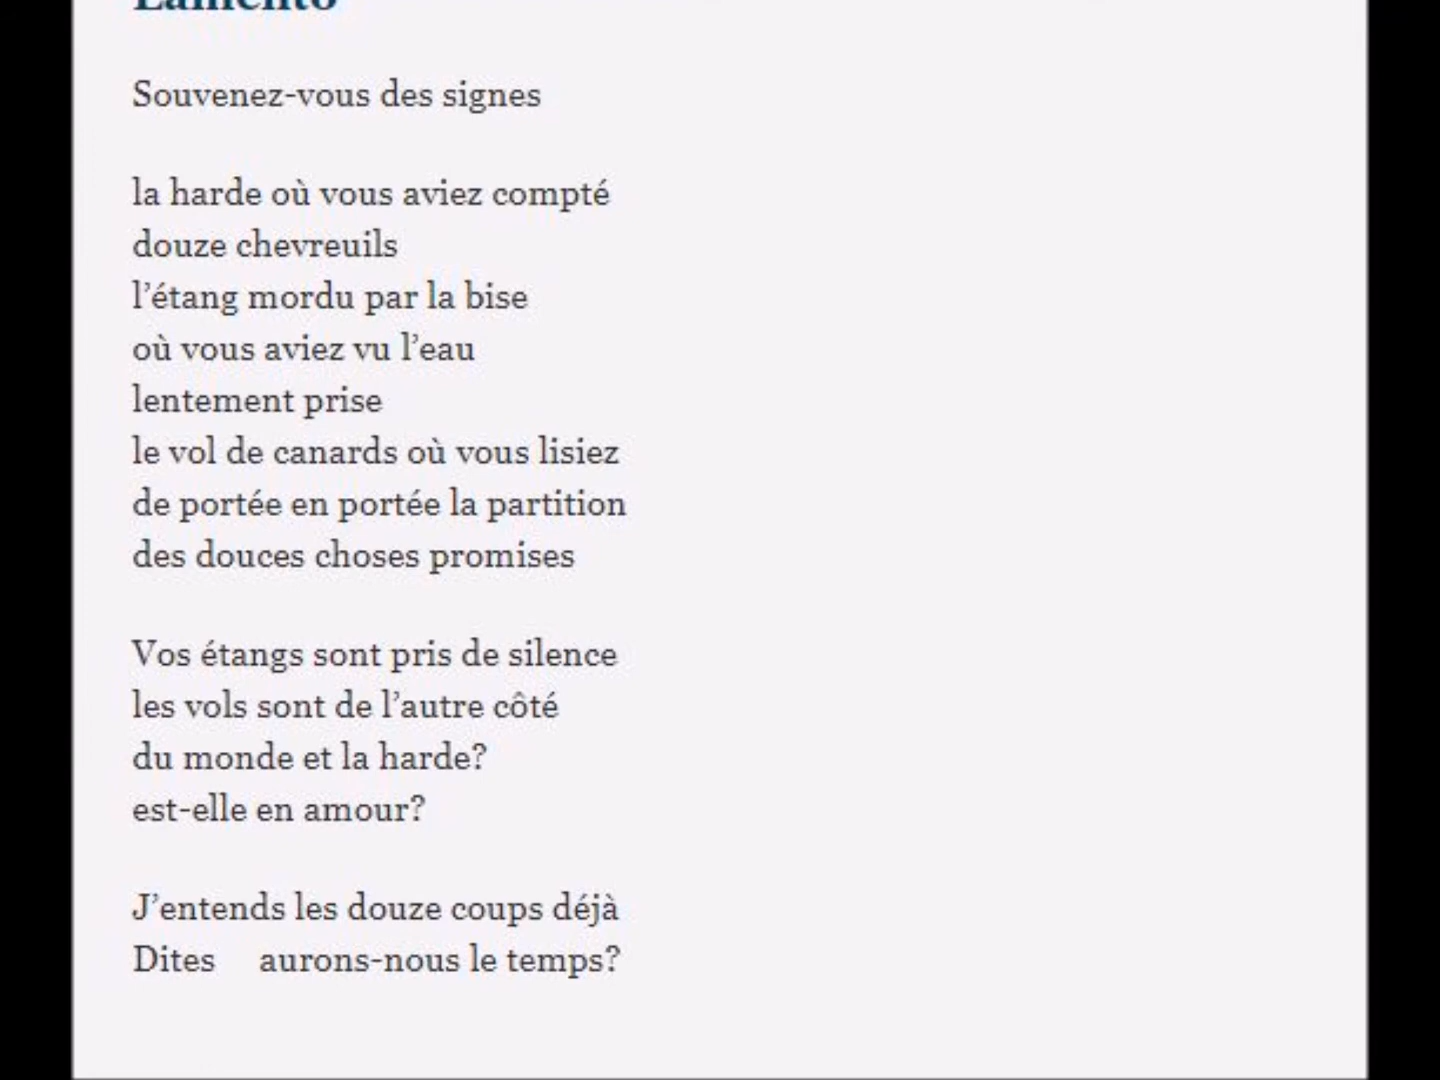 Lamento
Souvenez-vous des signes
la harde où vous aviez compté
douze chevreuils
l’étang mordu par la bise
où vous aviez vu l’eau
lentement prise
le vol de canards où vous lisiez
de portée en portée la partition
des douces choses promises
Vos étangs sont pris de silence
les vols sont de l’autre côté
du monde et la harde?
est-elle en amour?
J’entends les douze coups déjà
Dites     aurons-nous le temps?